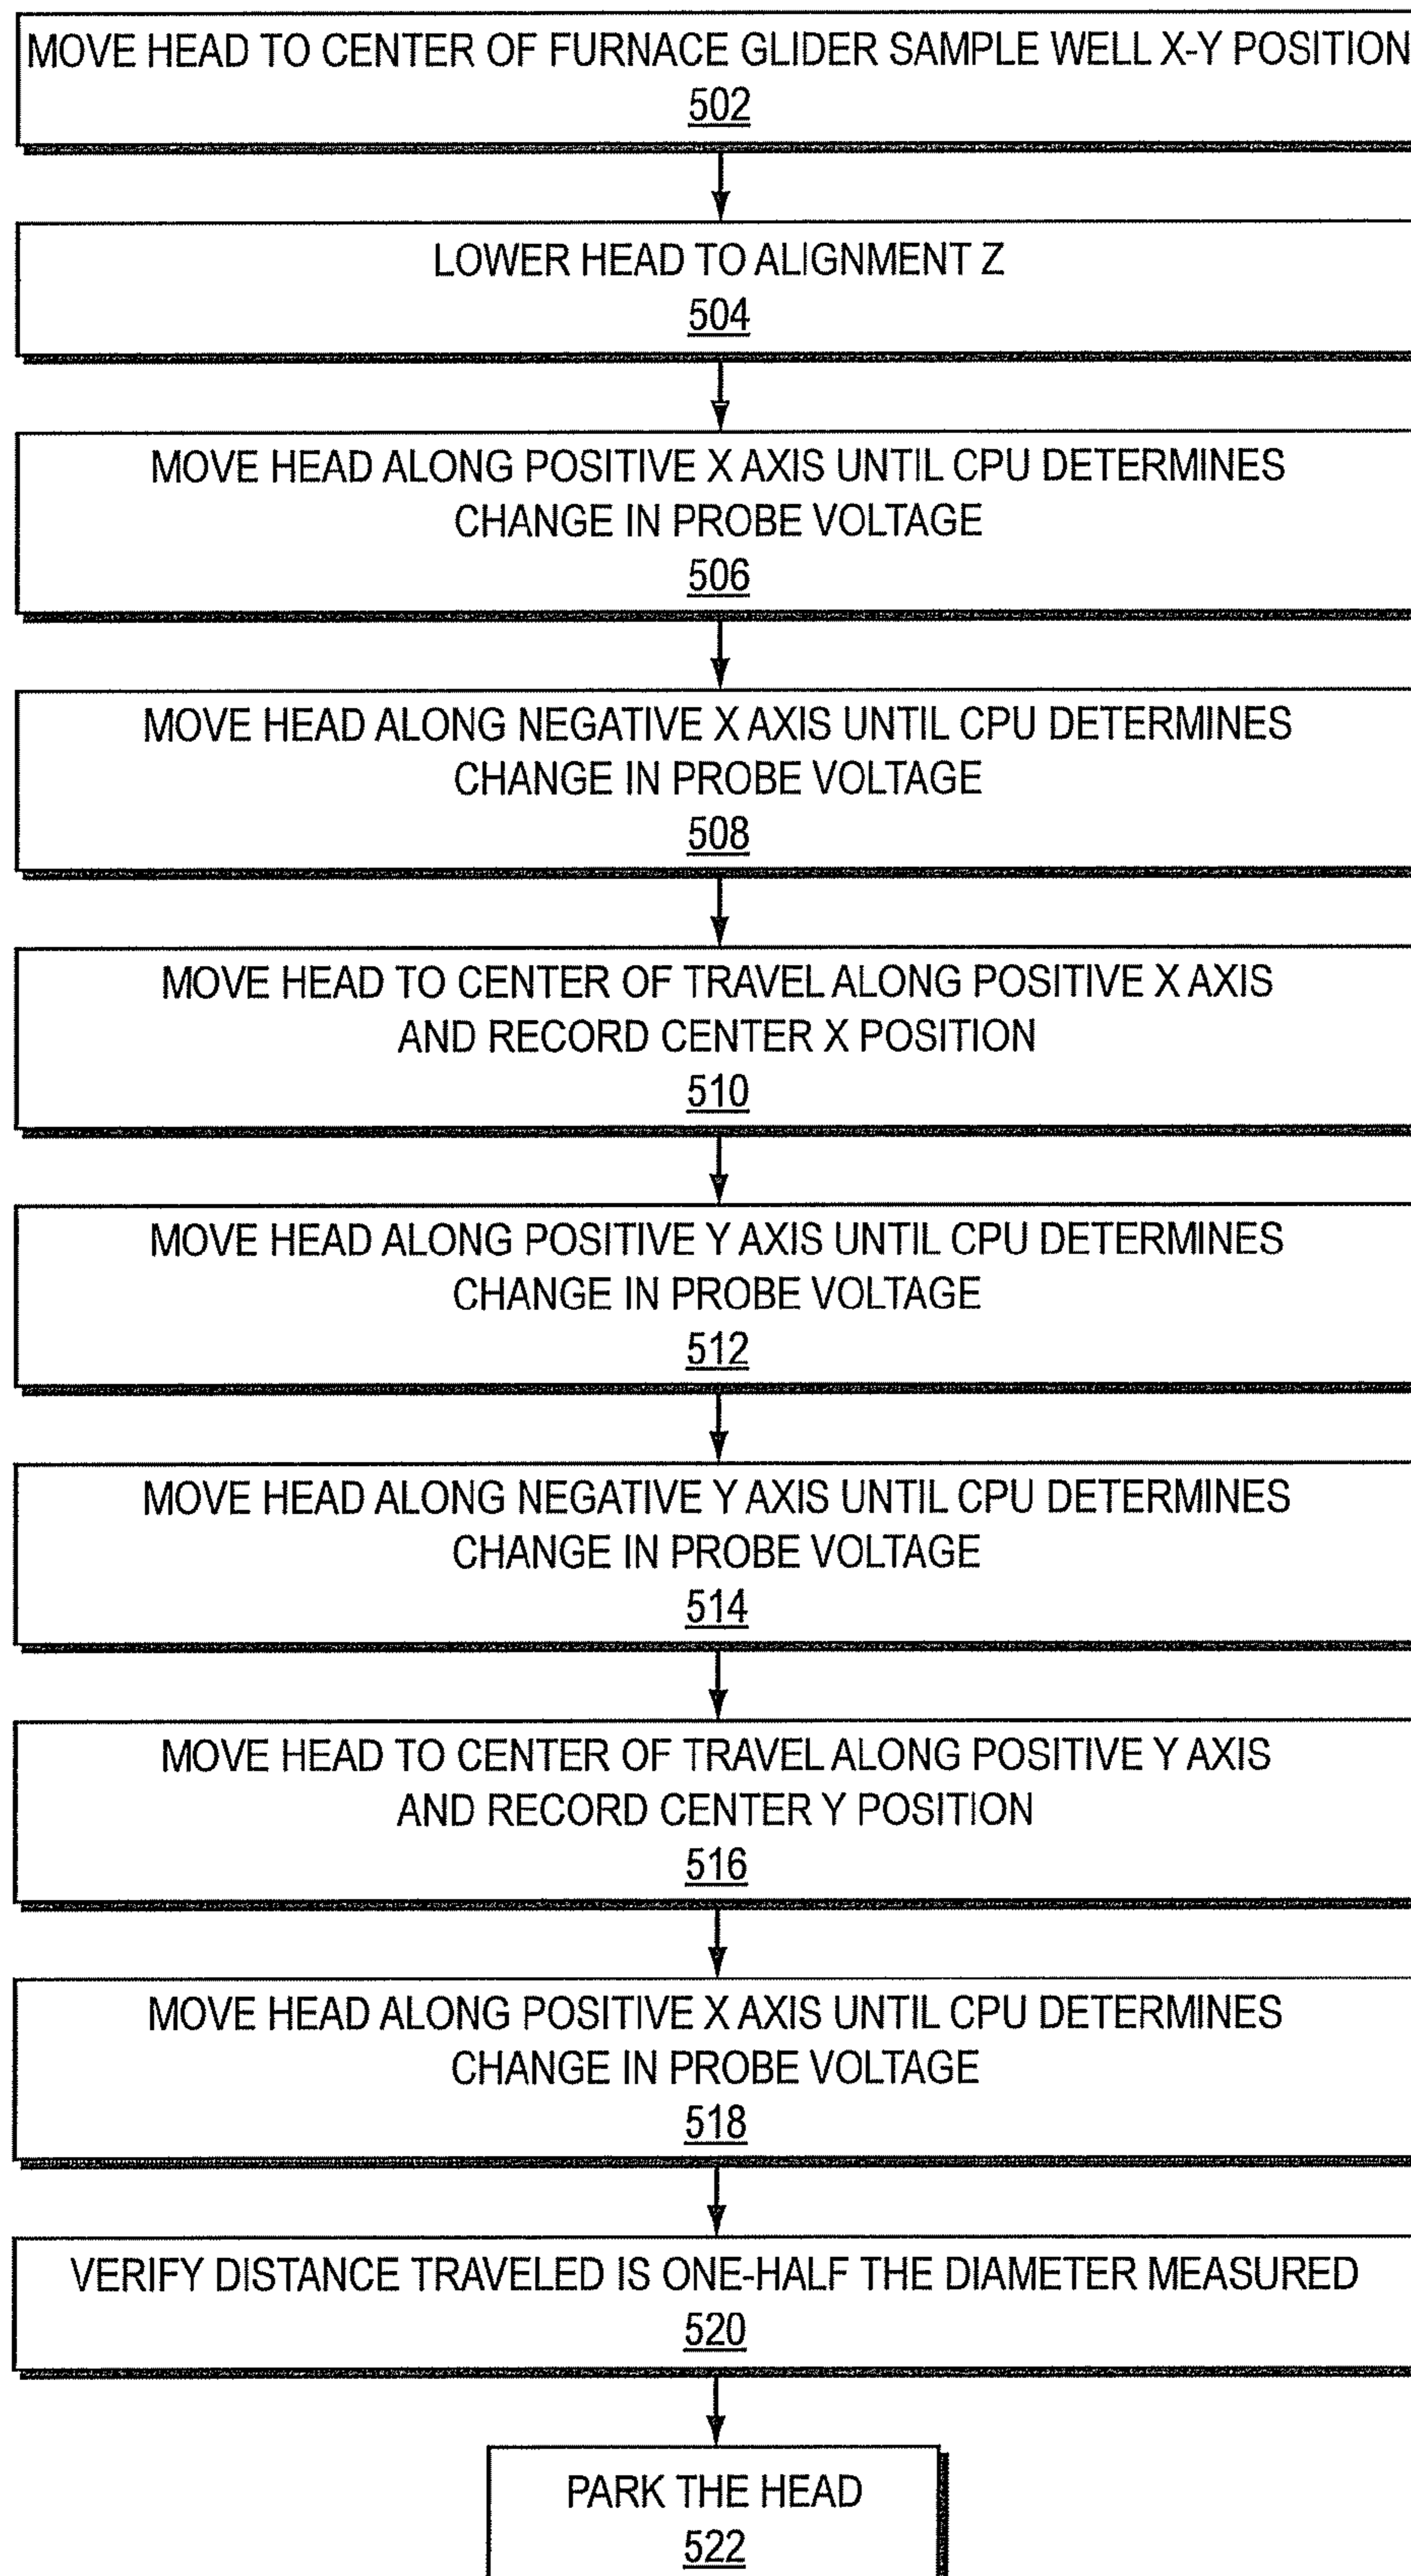 MOVE HEAD TO CENTER OF FURNACE GLIDER SAMPLE WELL X-Y POSITION
502
LOWER HEAD TO ALIGNMENT Z
504
MOVE HEAD ALONG POSITIVE X AXIS UNTIL CPU DETERMINES
CHANGE IN PROBE VOLTAGE
506
MOVE HEAD ALONG NEGATIVE X AXIS UNTIL CPU DETERMINES
CHANGE IN PROBE VOLTAGE
508
MOVE HEAD TO CENTER OF TRAVEL ALONG POSITIVE X AXIS
AND RECORD CENTER X POSITION
510
MOVE HEAD ALONG POSITIVE Y AXIS UNTIL CPU DETERMINES
CHANGE IN PROBE VOLTAGE
512
MOVE HEAD ALONG NEGATIVE Y AXIS UNTIL CPU DETERMINES
CHANGE IN PROBE VOLTAGE
514
MOVE HEAD TO CENTER OF TRAVEL ALONG POSITIVE Y AXIS
AND RECORD CENTER Y POSITION
516
MOVE HEAD ALONG POSITIVE X AXIS UNTIL CPU DETERMINES
CHANGE IN PROBE VOLTAGE
518
VERIFY DISTANCE TRAVELED IS ONE-HALF THE DIAMETER MEASURED
520
PARK THE HEAD
522